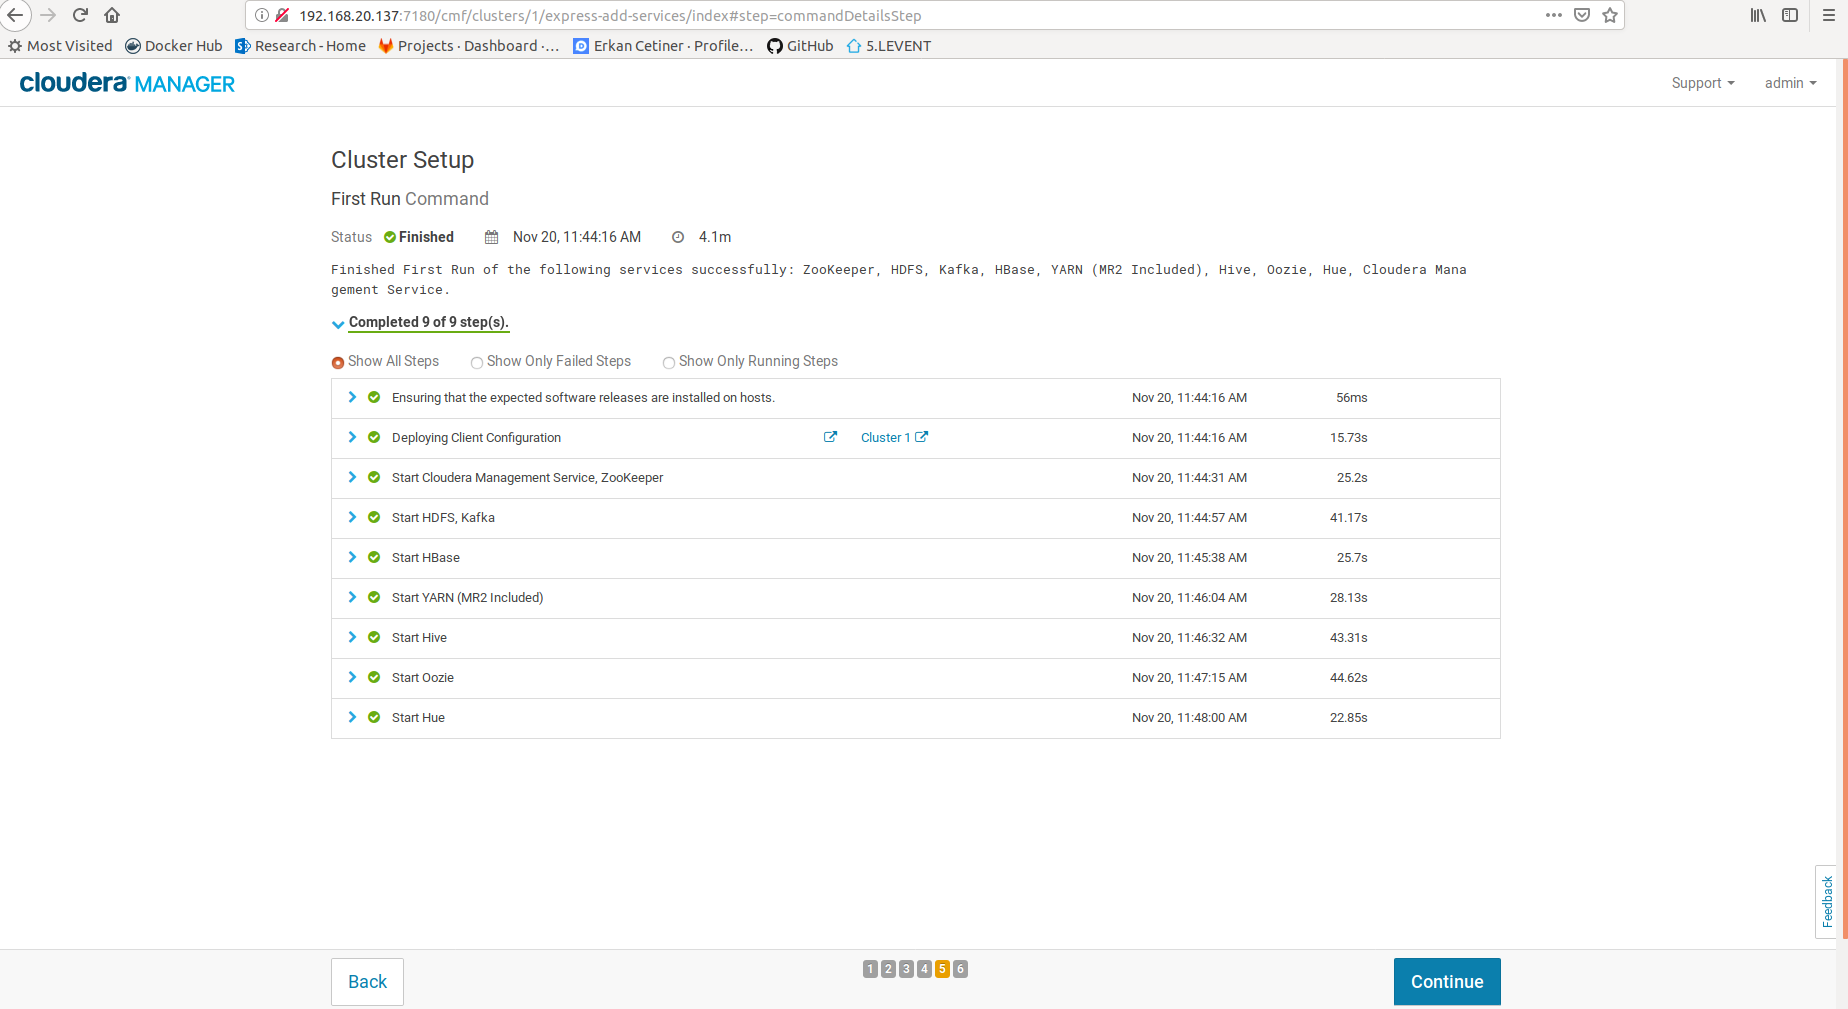 192.168.20.137:7180/cmf/clusters/1/express-add-services/index#step=commandDetailsStep
Most Visited Docker Hub Research - Home Projects · Dashboard ·... Erkan Cetiner · Profile... GitHub 5.LEVENT
cloudera MANAGER Support admin
Cluster Setup
First Run Command
Status Finished Nov 20, 11:44:16 AM 4.1m
Finished First Run of the following services successfully: ZooKeeper, HDFS, Kafka, HBase, YARN (MR2 Included), Hive, Oozie, Hue, Cloudera Mana
gement Service.
Completed 9 of 9 step(s).
Show All Steps Show Only Failed Steps Show Only Running Steps
Ensuring that the expected software releases are installed on hosts. Nov 20, 11:44:16 AM 56ms
Deploying Client Configuration Cluster 1 Nov 20, 11:44:16 AM 15.73s
Start Cloudera Management Service, ZooKeeper Nov 20, 11:44:31 AM 25.2s
Start HDFS, Kafka Nov 20, 11:44:57 AM 41.17s
Start HBase Nov 20, 11:45:38 AM 25.7s
Start YARN (MR2 Included) Nov 20, 11:46:04 AM 28.13s
Start Hive Nov 20, 11:46:32 AM 43.31s
Start Oozie Nov 20, 11:47:15 AM 44.62s
Start Hue Nov 20, 11:48:00 AM 22.85s
Feedback
Back 1 2 3 4 5 6 Continue